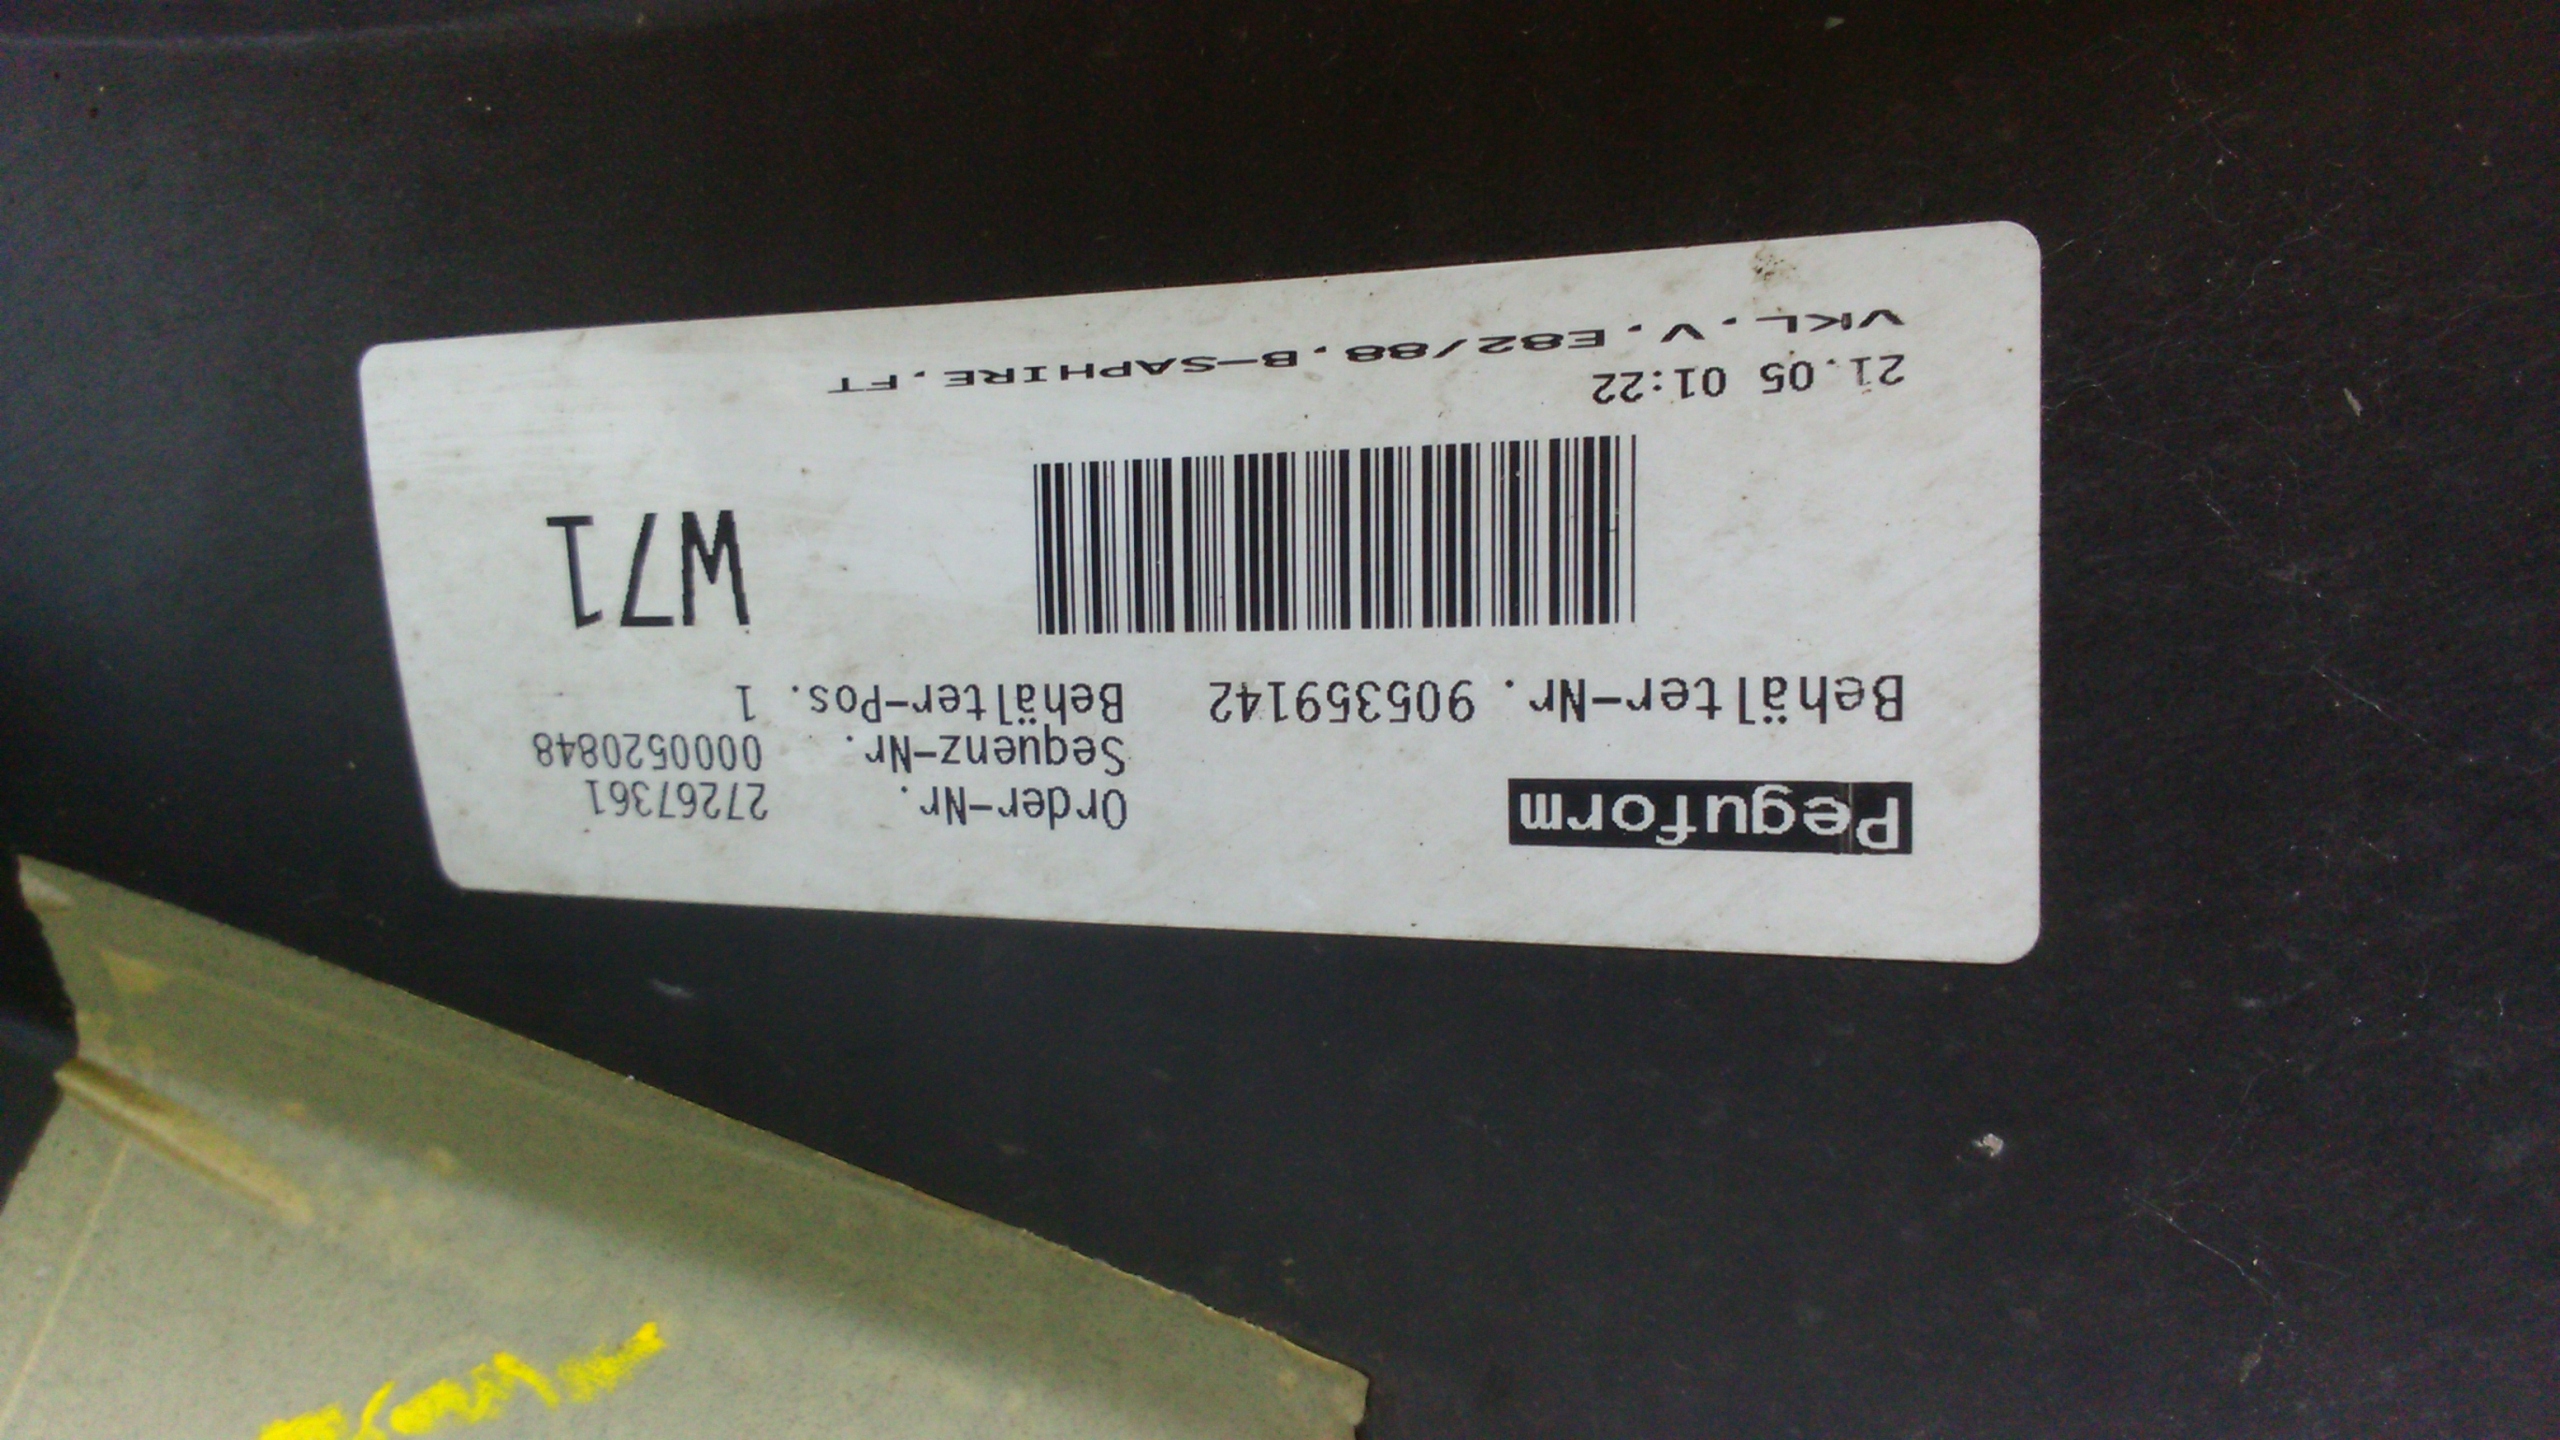 Peguform
Order-Nr. 27267361
Sequenz-Nr. 0000520848
Behälter-Nr. 905359142 Behälter-Pos. 1
W71
21.05 01:22
VKL.V.E82/88.B-SAPHIRE.FT